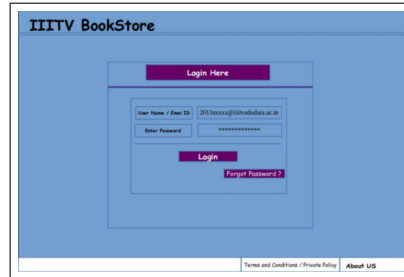 IIITV BookStore
Login Here
User Name / Emai ID: 2013xxxxx@iiitvadodara.ac.in
Enter Password *************
Login
Forgot Password ?
Terms and Conditions / Private Policy About US